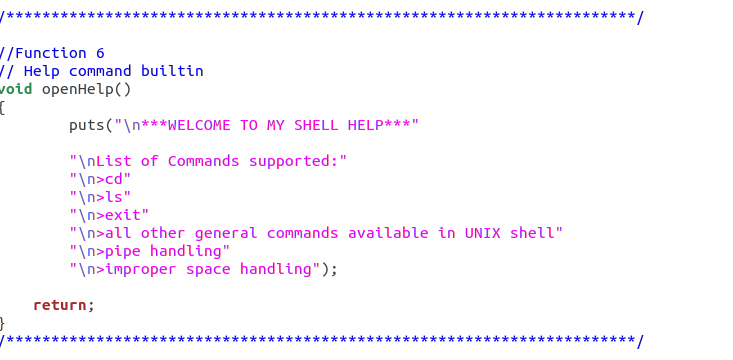 /**********************************************************************/
//Function 6
// Help command builtin
void openHelp()
{
puts("\n***WELCOME TO MY SHELL HELP***"
"\nList of Commands supported:"
"\n>cd"
"\n>ls"
"\n>exit"
"\n>all other general commands available in UNIX shell"
"\n>pipe handling"
"\n>improper space handling");
return;
}
/**********************************************************************/